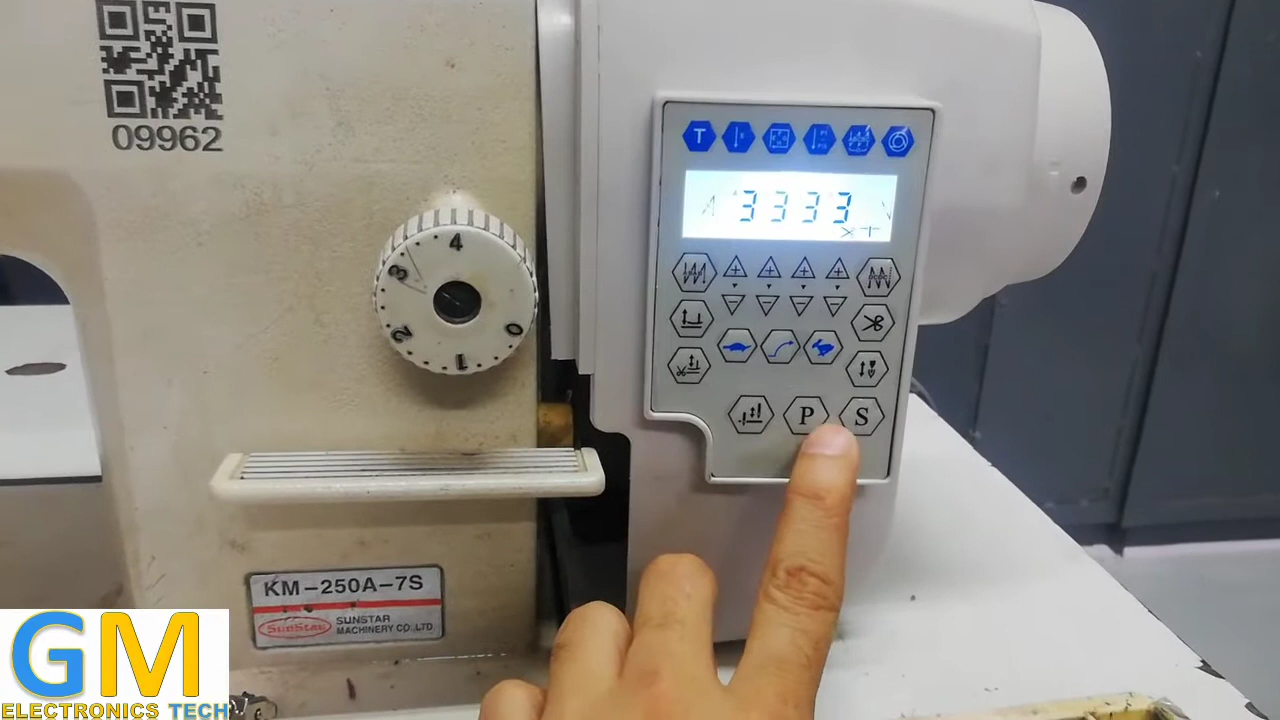 09962
T
3333
4
3
2
1
0
P S
KM-250A-7S
SunStar
SUNSTAR
MACHINERY CO., LTD.
GM
ELECTRONICS TECH